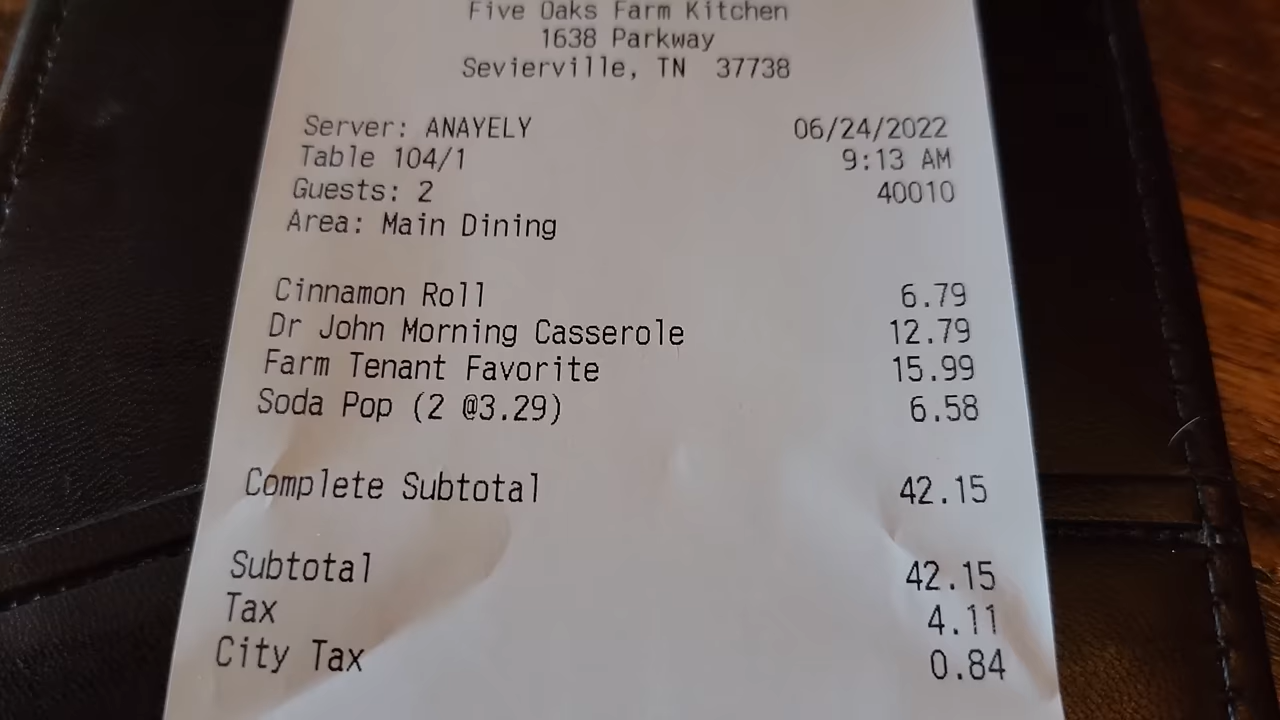 Five Oaks Farm Kitchen
1638 Parkway
Sevierville, TN 37738
Server: ANAYELY 06/24/2022
Table 104/1 9:13 AM
Guests: 2 40010
Area: Main Dining
Cinnamon Roll 6.79
Dr John Morning Casserole 12.79
Farm Tenant Favorite 15.99
Soda Pop (2 @3.29) 6.58
Complete Subtotal 42.15
Subtotal 42.15
Tax 4.11
City Tax 0.84